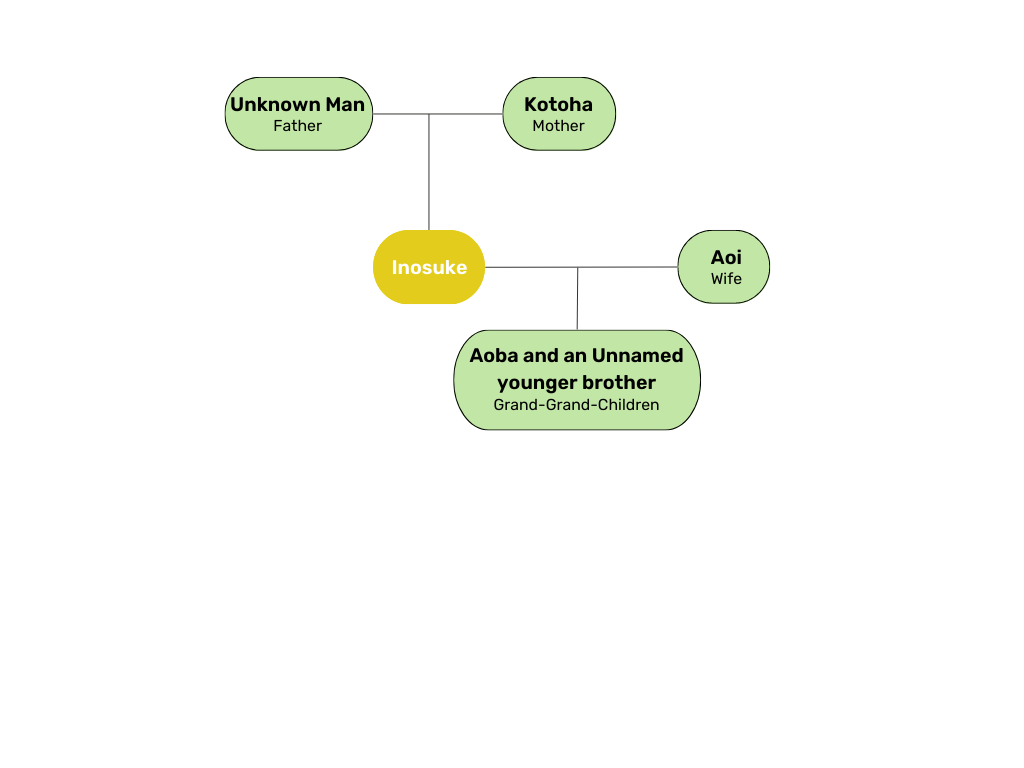 Unknown Man
Father
Kotoha
Mother
Inosuke
Aoi
Wife
Aoba and an Unnamed
younger brother
Grand-Grand-Children